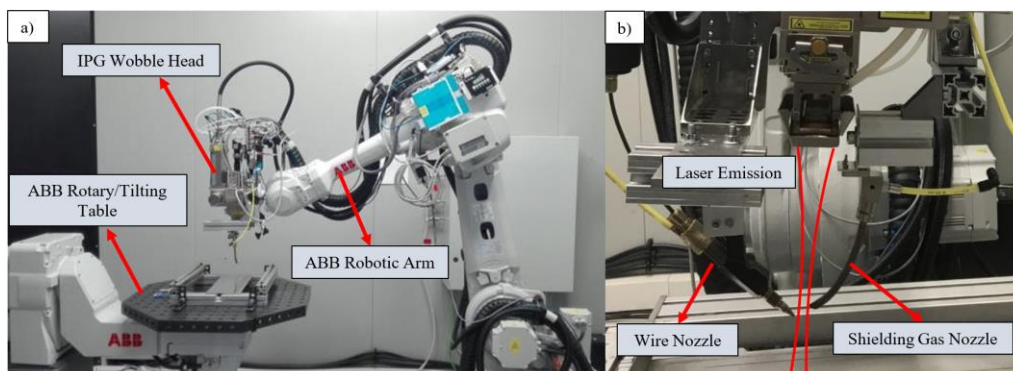 a)
IPG Wobble Head
ABB Rotary/Tilting
Table
ABB Robotic Arm
ABB
ABB
b)
Laser Emission
Wire Nozzle
Shielding Gas Nozzle